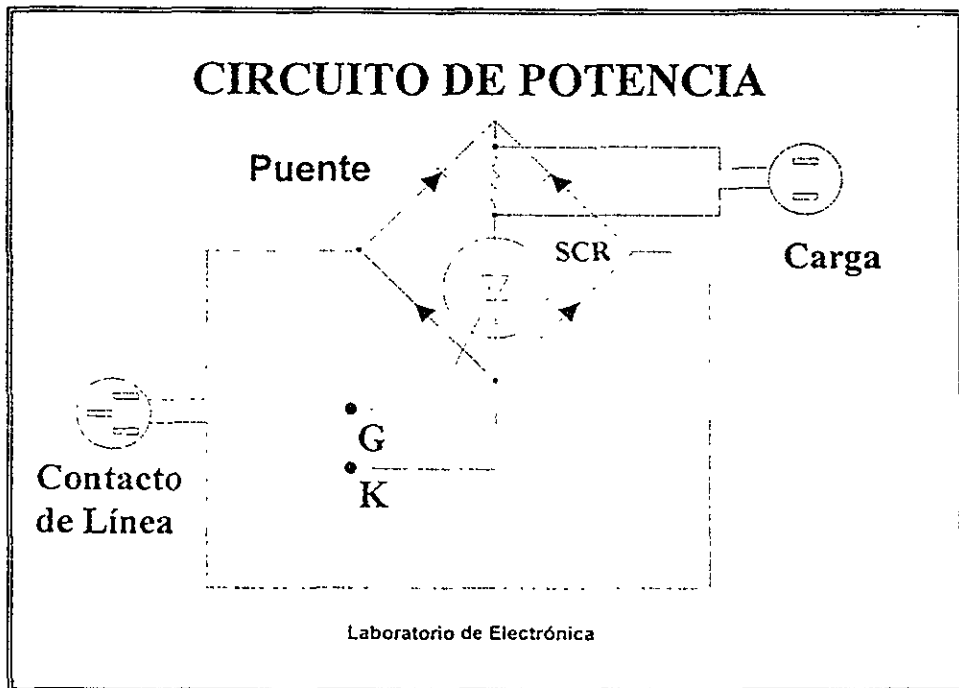 CIRCUITO DE POTENCIA
Puente
SCR
Carga
G
K
Contacto
de Línea
Laboratorio de Electrónica